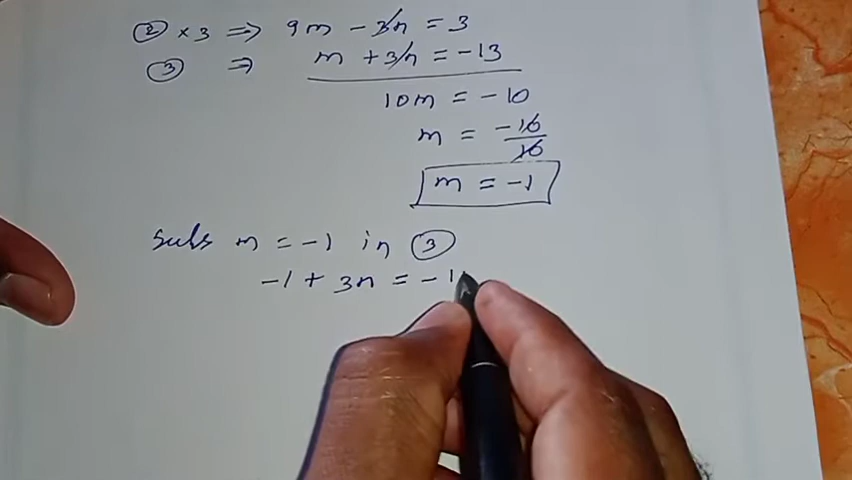 ② × 3 ⇒ 9m - 3n = 3
③ ⇒ m + 3n = -13
10m = -10
m = -10/10
m = -1
Subs m = -1 in ③
-1 + 3n = -1